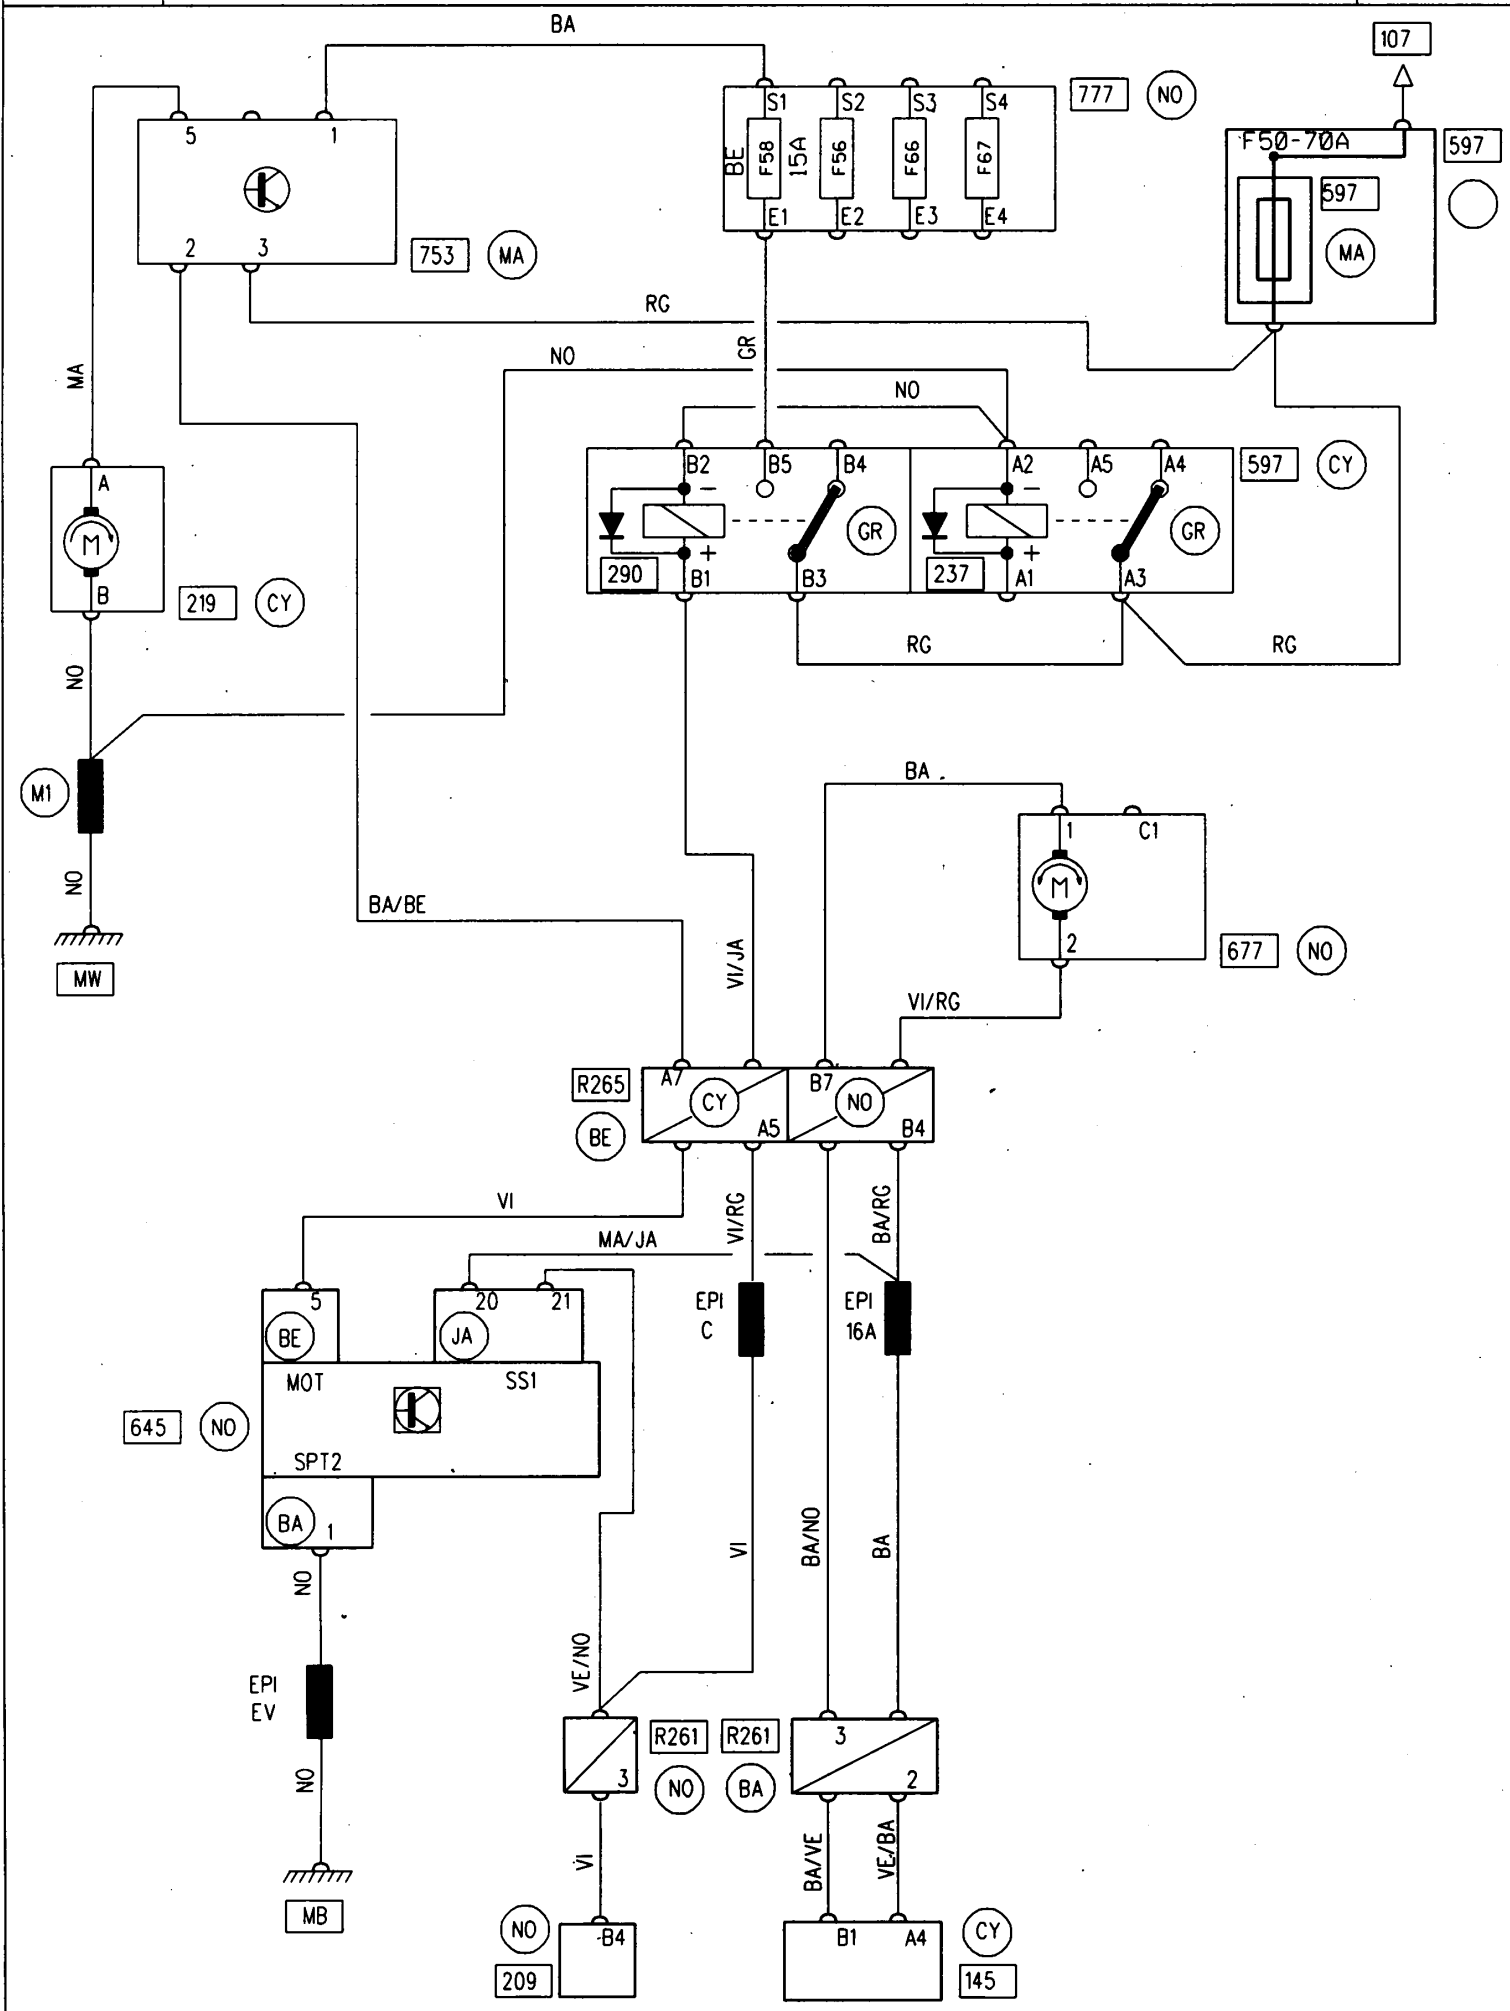 BA
107
777
NO
S1
S2
S3
S4
BE
F58
15A
F56
F66
F67
E1
E2
E3
E4
F50-70A
597
597
MA
5
1
2
3
753
MA
RG
MA
NO
GR
NO
B2
B5
B4
A2
A5
A4
597
CY
GR
GR
290
B1
B3
237
A1
A3
A
M
B
219
CY
RG
RG
NO
M1
NO
MW
BA
1
C1
M
2
677
NO
BA/BE
VI/JA
VI/RG
R265
BE
A7
CY
A5
B7
NO
B4
VI
MA/JA
VI/RG
BA/RG
5
20
21
BE
JA
EPI
C
EPI
16A
MOT
SS1
645
NO
SPT2
BA
1
NO
VI
BA/NO
BA
VE/NO
EPI
EV
NO
MB
3
R261
NO
R261
BA
3
2
VI
BA/VE
VE/BA
NO
209
B4
B1
A4
CY
145